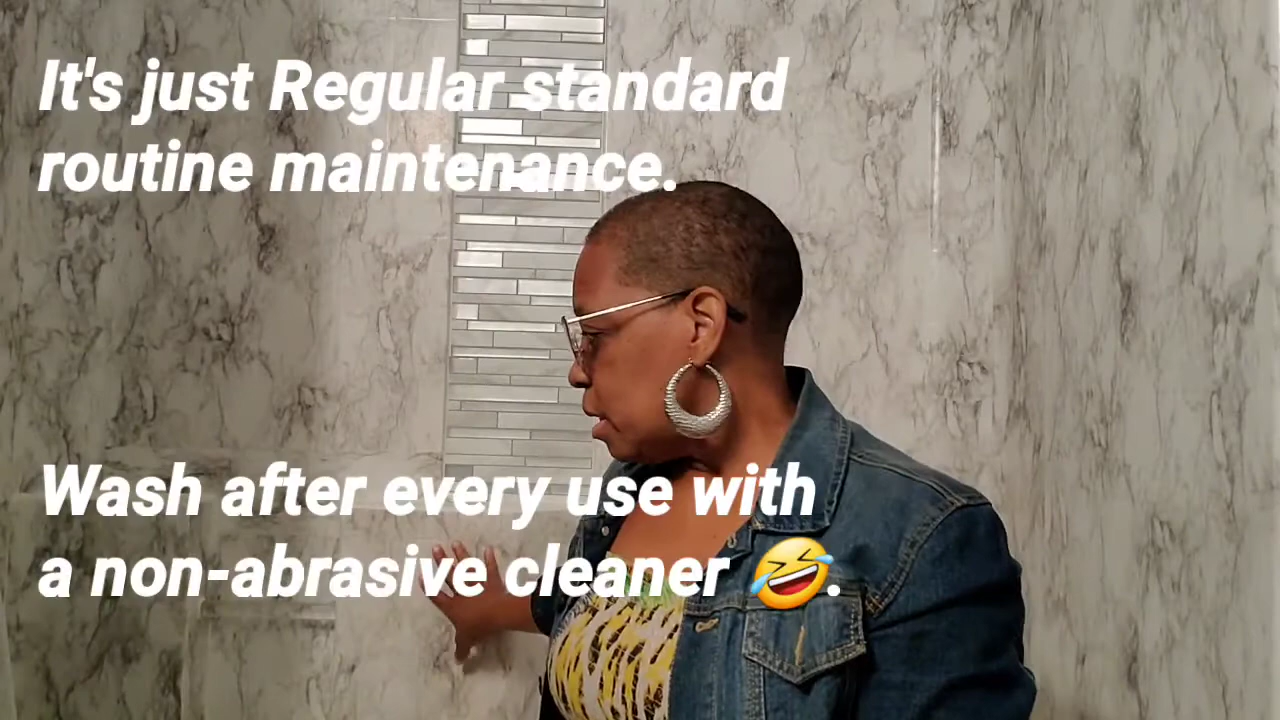 It's just Regular standard
routine maintenance.
Wash after every use with
a non-abrasive cleaner 🤣.